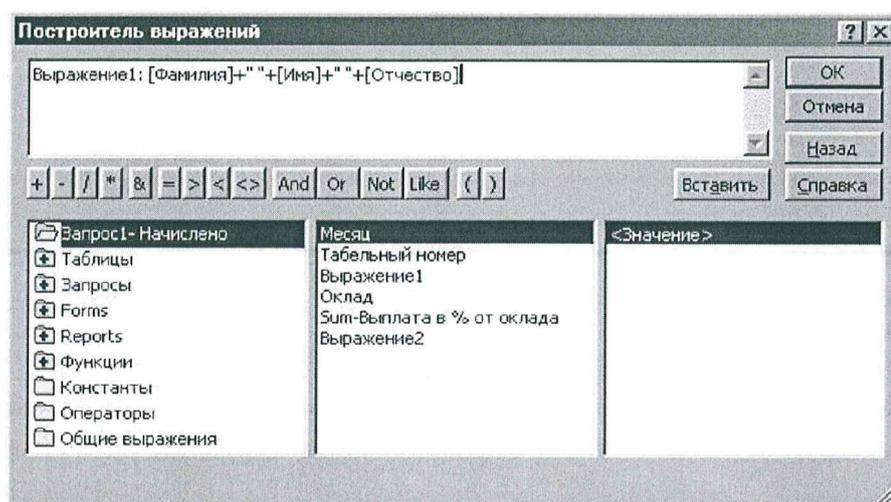 Построитель выражений
? ×
Выражение1: [Фамилия]+" "+[Имя]+" "+[Отчество]
ОК
Отмена
Назад
+ - / * & = > < <> And Or Not Like ( )
Вставить
Справка
Запрос1- Начислено
Таблицы
Запросы
Forms
Reports
Функции
Константы
Операторы
Общие выражения
Месяц
Табельный номер
Выражение1
Оклад
Sum-Выплата в % от оклада
Выражение2
<Значение>